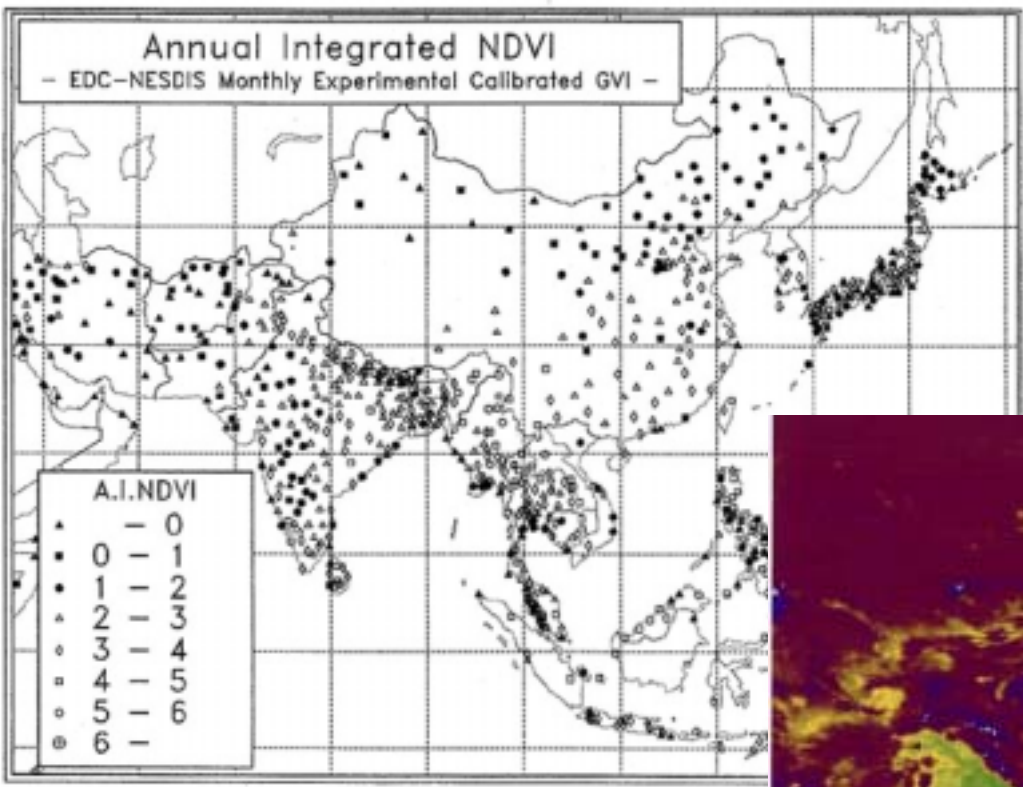 Annual Integrated NDVI
- EDC-NESDIS Monthly Experimental Calibrated GVI -
A.I.NDVI
▲ - 0
■ 0 - 1
● 1 - 2
△ 2 - 3
◊ 3 - 4
□ 4 - 5
○ 5 - 6
⊕ 6 -